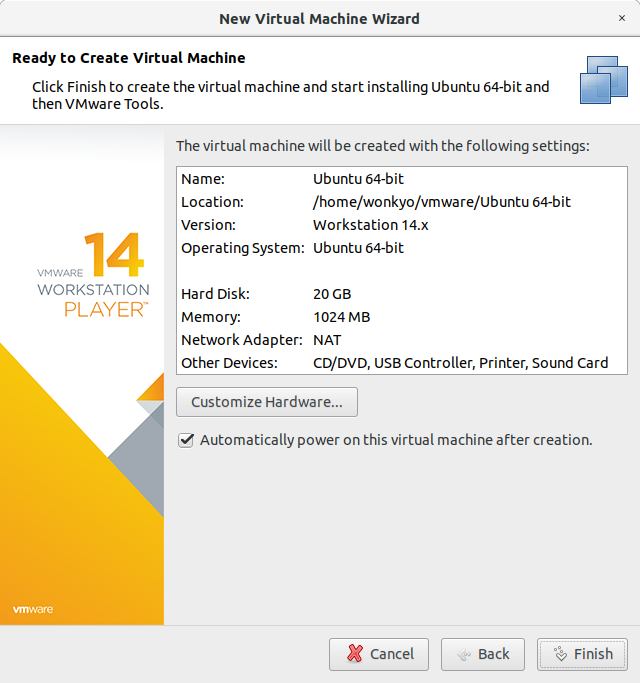 New Virtual Machine Wizard
×
Ready to Create Virtual Machine
Click Finish to create the virtual machine and start installing Ubuntu 64-bit and
then VMware Tools.
The virtual machine will be created with the following settings:
Name: Ubuntu 64-bit
Location: /home/wonkyo/vmware/Ubuntu 64-bit
Version: Workstation 14.x
Operating System: Ubuntu 64-bit
Hard Disk: 20 GB
Memory: 1024 MB
Network Adapter: NAT
Other Devices: CD/DVD, USB Controller, Printer, Sound Card
VMWARE 14
WORKSTATION
PLAYER™
Customize Hardware...
Automatically power on this virtual machine after creation.
vmware
Cancel Back Finish